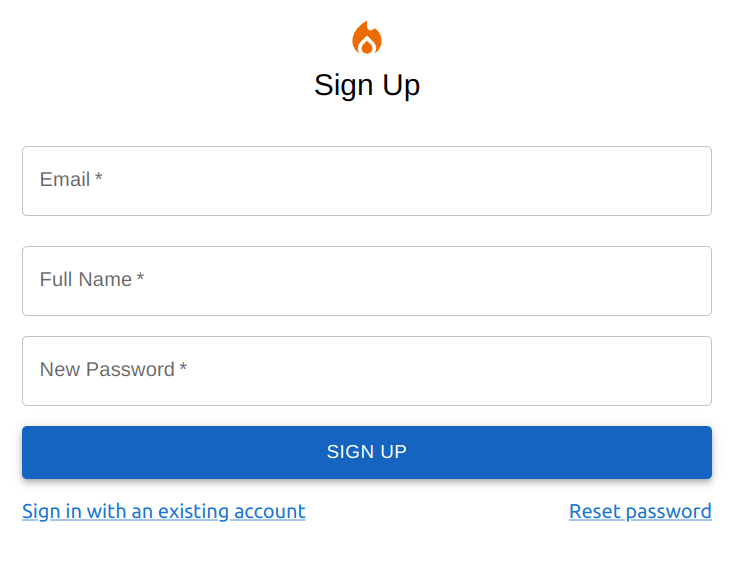 Sign Up
Email *
Full Name *
New Password *
SIGN UP
Sign in with an existing account
Reset password